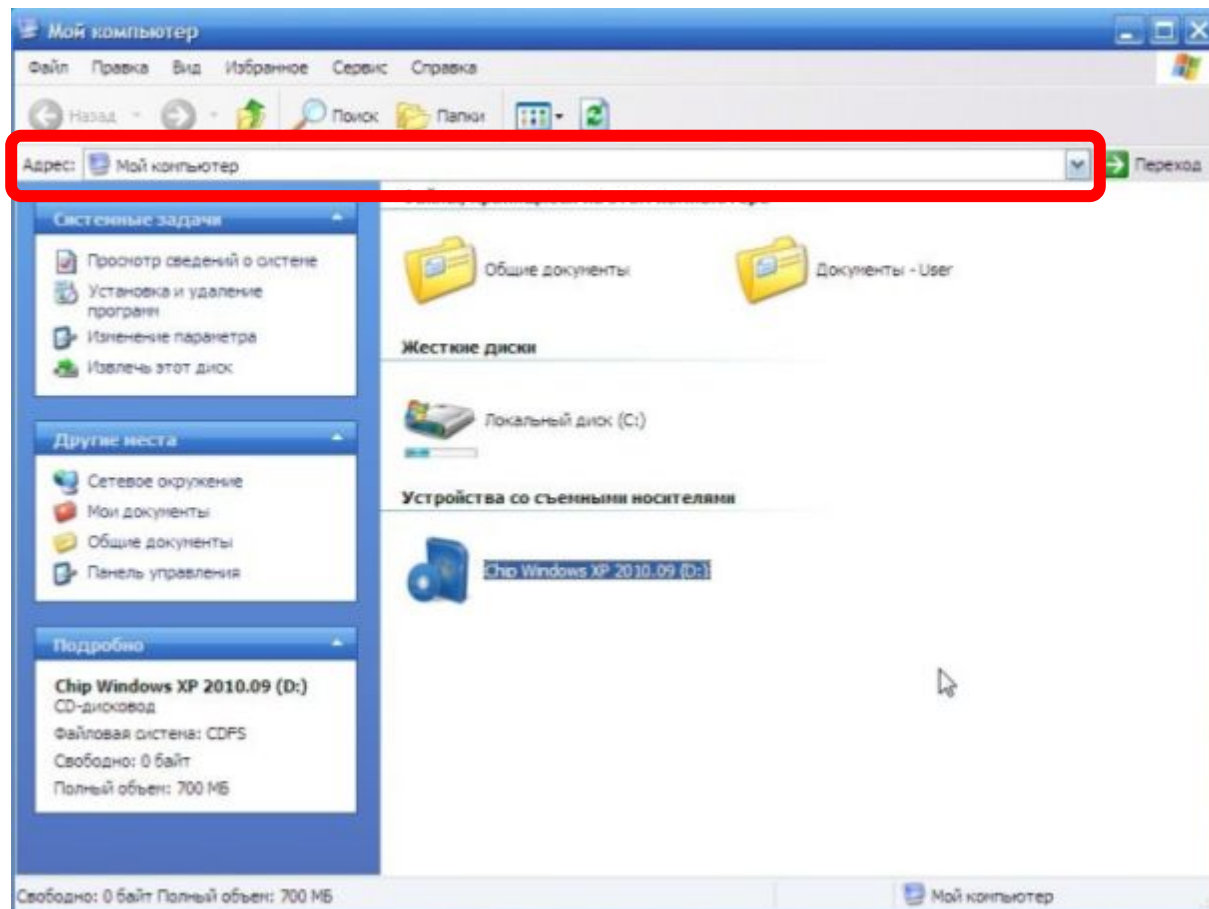 Мой компьютер
Файл Правка Вид Избранное Сервис Справка
Назад Поиск Папки
Адрес: Мой компьютер Переход
Системные задачи
Просмотр сведений о системе
Установка и удаление
программ
Изменение параметра
Извлечь этот диск
Другие места
Сетевое окружение
Мои документы
Общие документы
Панель управления
Подробно
Chip Windows XP 2010.09 (D:)
CD-дисковод
Файловая система: CDFS
Свободно: 0 байт
Полный объем: 700 МБ
Общие документы
Документы - User
Жесткие диски
Локальный диск (C:)
Устройства со съемными носителями
Chip Windows XP 2010.09 (D:)
Свободно: 0 байт Полный объем: 700 МБ
Мой компьютер